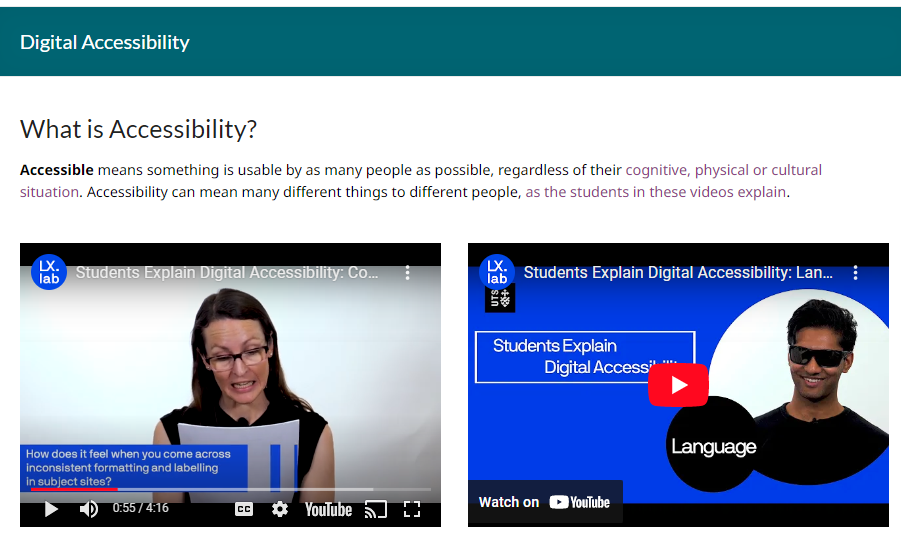 Digital Accessibility
What is Accessibility?
Accessible means something is usable by as many people as possible, regardless of their cognitive, physical or cultural
situation. Accessibility can mean many different things to different people, as the students in these videos explain.
LX.
lab
Students Explain Digital Accessibility: Co...
How does it feel when you come across
inconsistent formatting and labelling
in subject sites?
0:55 / 4:16
CC
YouTube
LX.
lab
Students Explain Digital Accessibility: Lan...
UTS
Students Explain
Digital Accessibilit
Language
Watch on YouTube